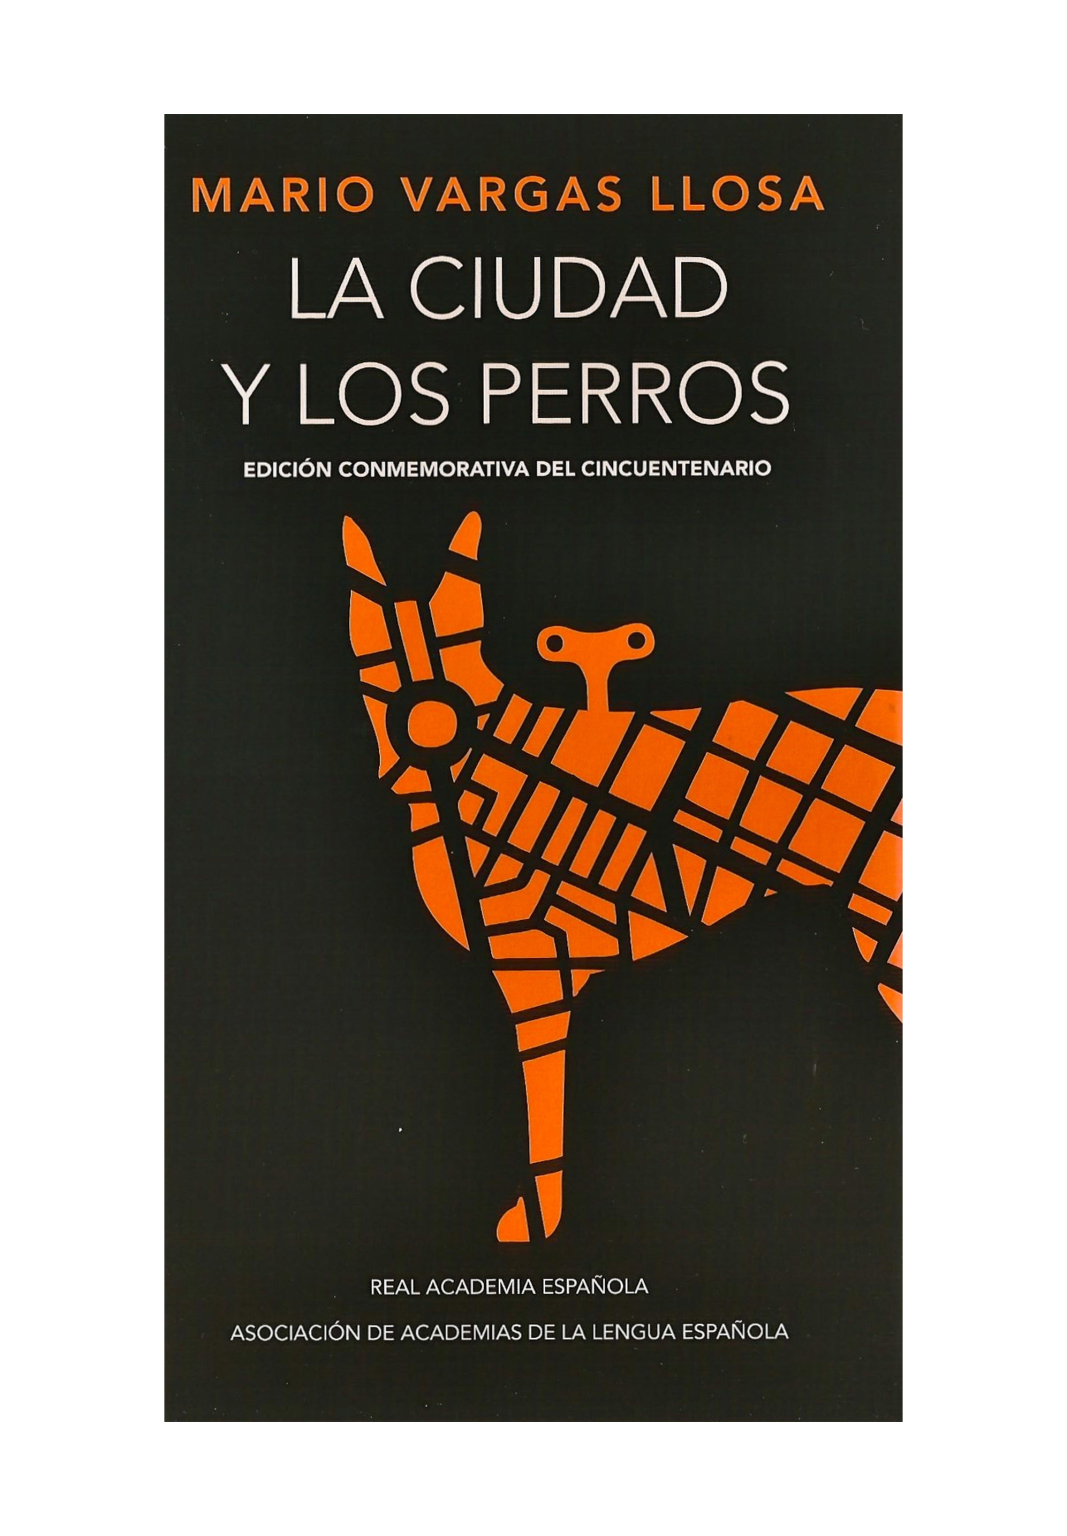 MARIO VARGAS LLOSA
LA CIUDAD
Y LOS PERROS
EDICIÓN CONMEMORATIVA DEL CINCUENTENARIO
REAL ACADEMIA ESPAÑOLA
ASOCIACIÓN DE ACADEMIAS DE LA LENGUA ESPAÑOLA